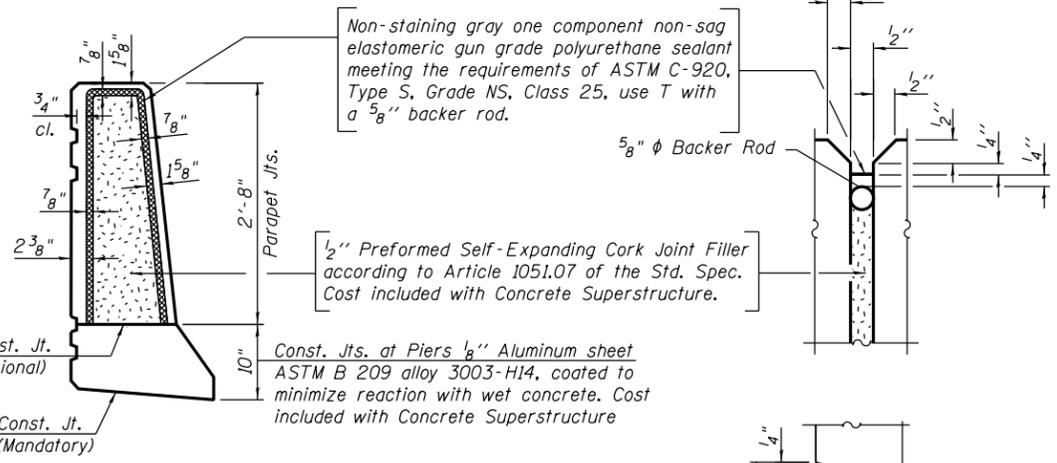 Non-staining gray one component non-sag
elastomeric gun grade polyurethane sealant
meeting the requirements of ASTM C-920,
Type S, Grade NS, Class 25, use T with
a 5/8" backer rod.
7/8"
1 5/8"
3/4"
cl.
7/8"
1 5/8"
7/8"
2 3/8"
2'-8"
Parapet Jts.
10"
1/2"
1/2"
1/2"
1/4"
1/4"
5/8" φ Backer Rod
1/2" Preformed Self-Expanding Cork Joint Filler
according to Article 1051.07 of the Std. Spec.
Cost included with Concrete Superstructure.
st. Jt.
ional)
Const. Jts. at Piers 1/8" Aluminum sheet
ASTM B 209 alloy 3003-H14, coated to
minimize reaction with wet concrete. Cost
included with Concrete Superstructure
Const. Jt.
(Mandatory)
1/4"